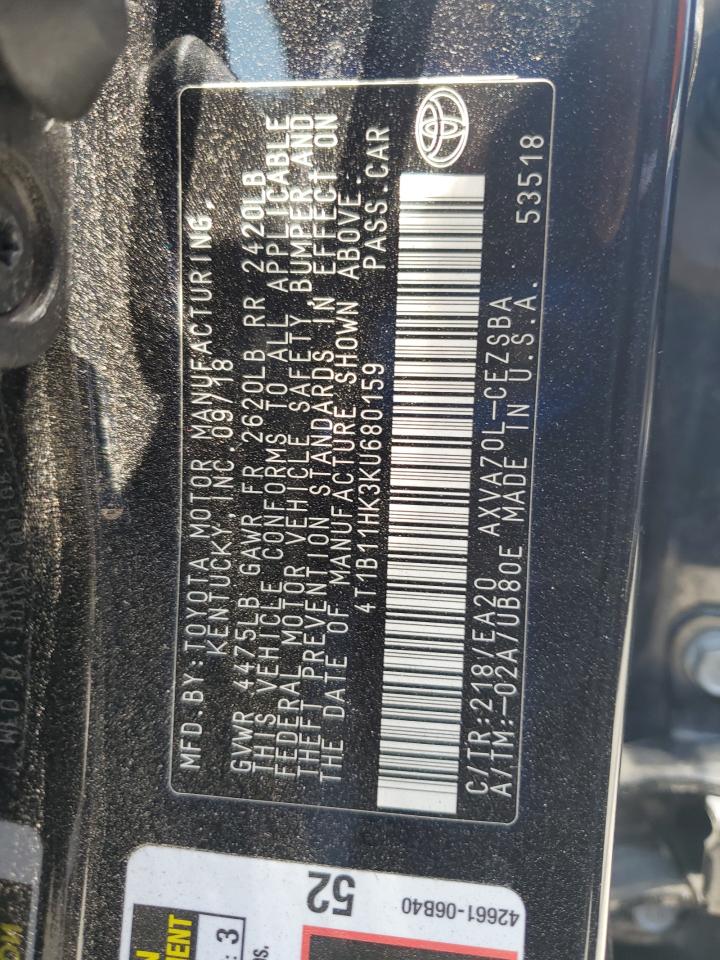 MFD.BY:TOYOTA MOTOR MANUFACTURING,
KENTUCKY,INC.09/18
GVWR 4475LB GAWR FR 2620LB RR 2420LB
THIS VEHICLE CONFORMS TO ALL APPLICABLE
FEDERAL MOTOR VEHICLE SAFETY,BUMPER,AND
THEFT PREVENTION STANDARDS IN EFFECT ON
THE DATE OF MANUFACTURE SHOWN ABOVE.
4T1B11HK3KU680159 PASS.CAR
C/TR:218/EA20 AXVA70L-CEZSBA
A/TM:-02A/UB80E MADE IN U.S.A. 53518
52
42661-06B40
: 3